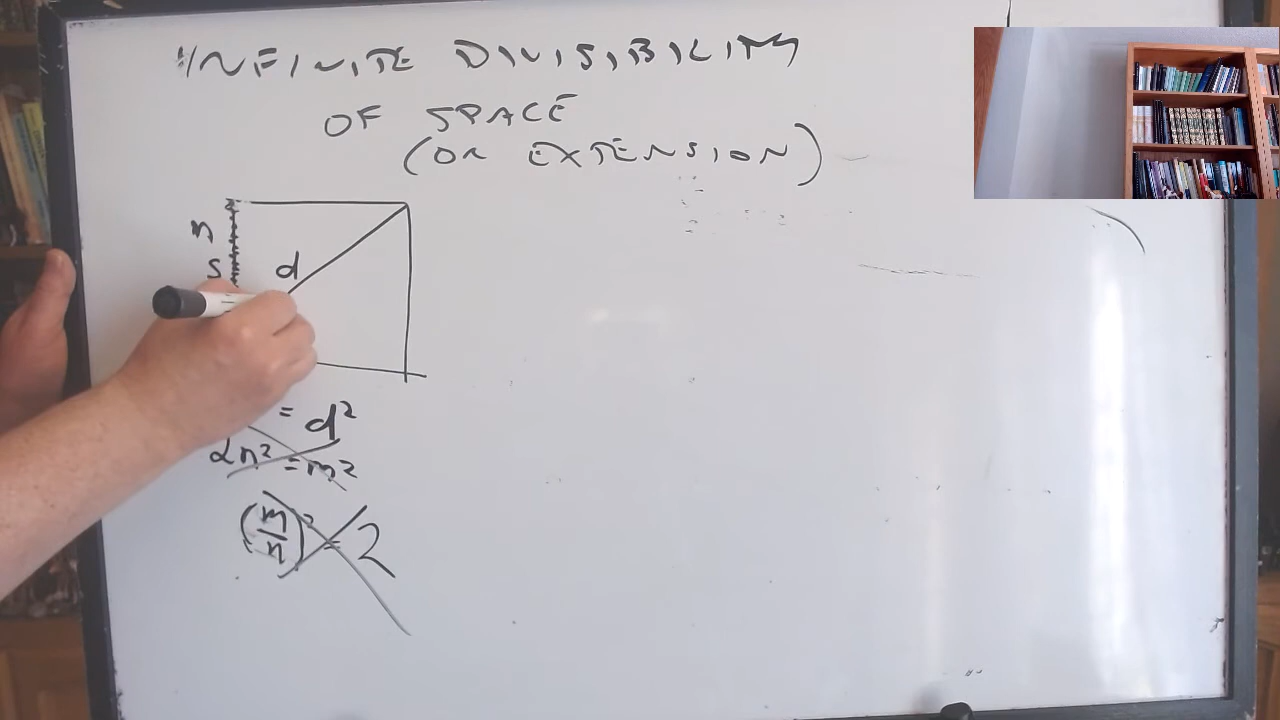 INFINITE DIVISIBILITY
OF SPACE
(OR EXTENSION)
n
s
d
= d²
2n² = m²
(m/n)² = 2